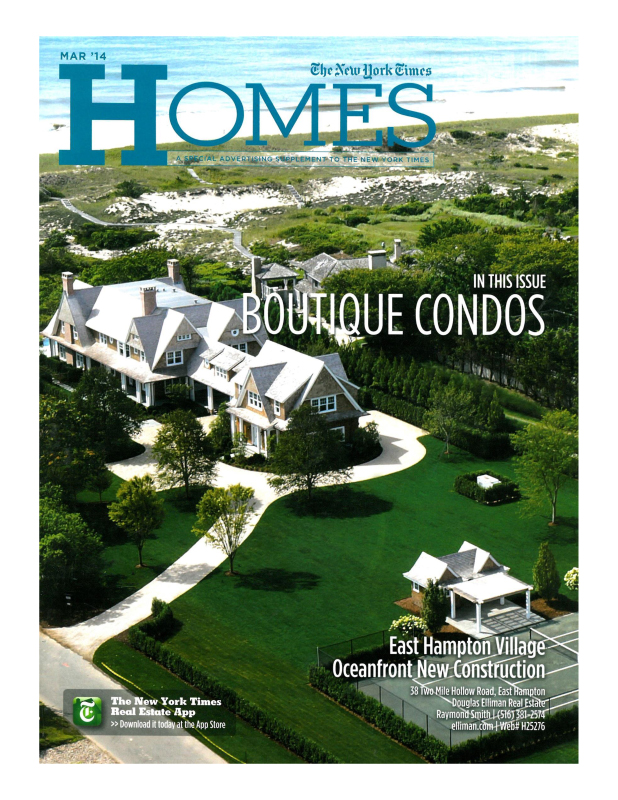 MAR '14
The New York Times
HOMES
A SPECIAL ADVERTISING SUPPLEMENT TO THE NEW YORK TIMES
IN THIS ISSUE
BOUTIQUE CONDOS
East Hampton Village
Oceanfront New Construction
38 Two Mile Hollow Road, East Hampton
Douglas Elliman Real Estate
Raymond Smith | (516) 381-2574
elliman.com | Web# H25276
The New York Times
Real Estate App
>> Download it today at the App Store